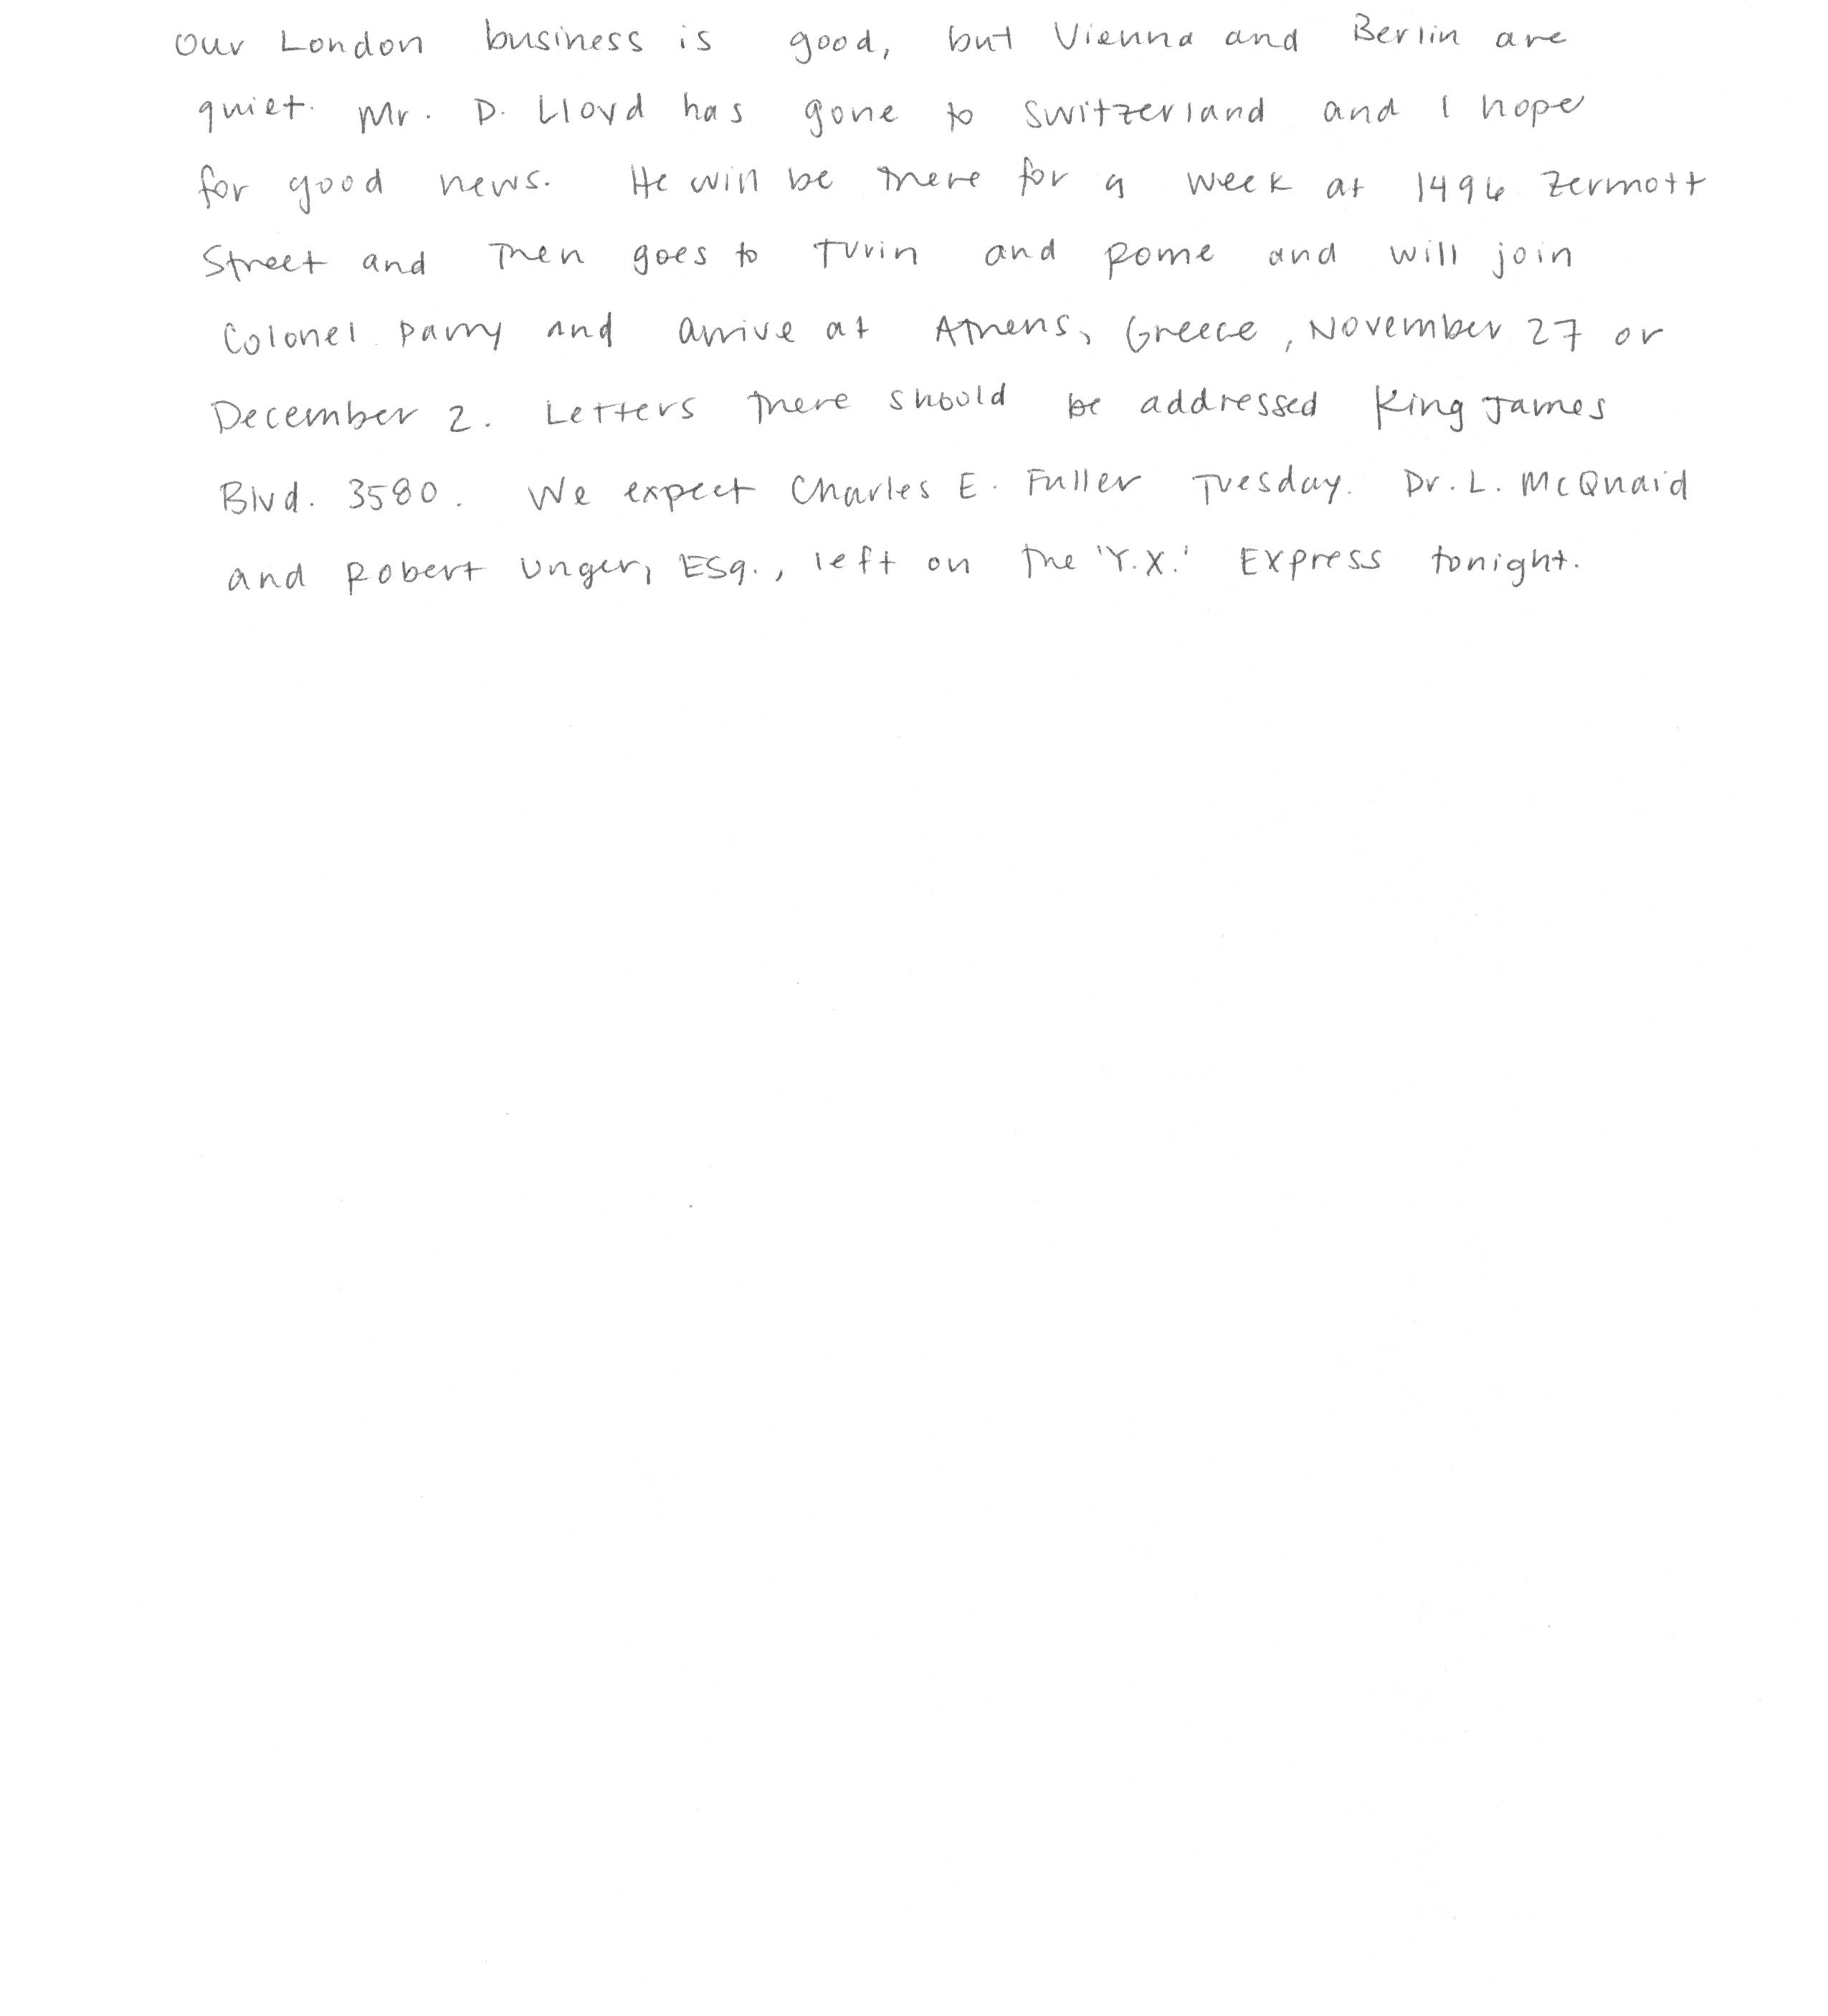 Our London business is good, but Vienna and Berlin are
quiet. Mr. D. Lloyd has gone to Switzerland and I hope
for good news. He will be there for a week at 1496 Zermott
Street and then goes to Turin and Rome and will join
Colonel Parry and arrive at Athens, Greece, November 27 or
December 2. Letters there should be addressed King James
Blvd. 3580. We expect Charles E. Fuller Tuesday. Dr. L. McQuaid
and Robert Unger, Esq., left on the 'Y.X.' Express tonight.